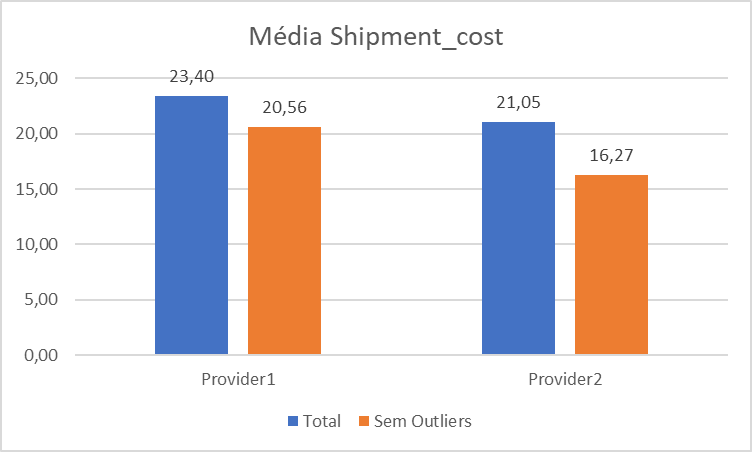 Média Shipment_cost
25,00
20,00
15,00
10,00
5,00
0,00
23,40
20,56
21,05
16,27
Provider1
Provider2
Total
Sem Outliers